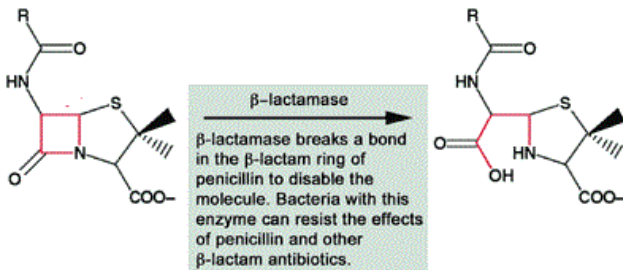 R
O
HN
S
O
N
COO–
β–lactamase
β-lactamase breaks a bond
in the β-lactam ring of
penicillin to disable the
molecule. Bacteria with this
enzyme can resist the effects
of penicillin and other
β-lactam antibiotics.
R
O
HN
S
O
OH
HN
COO–